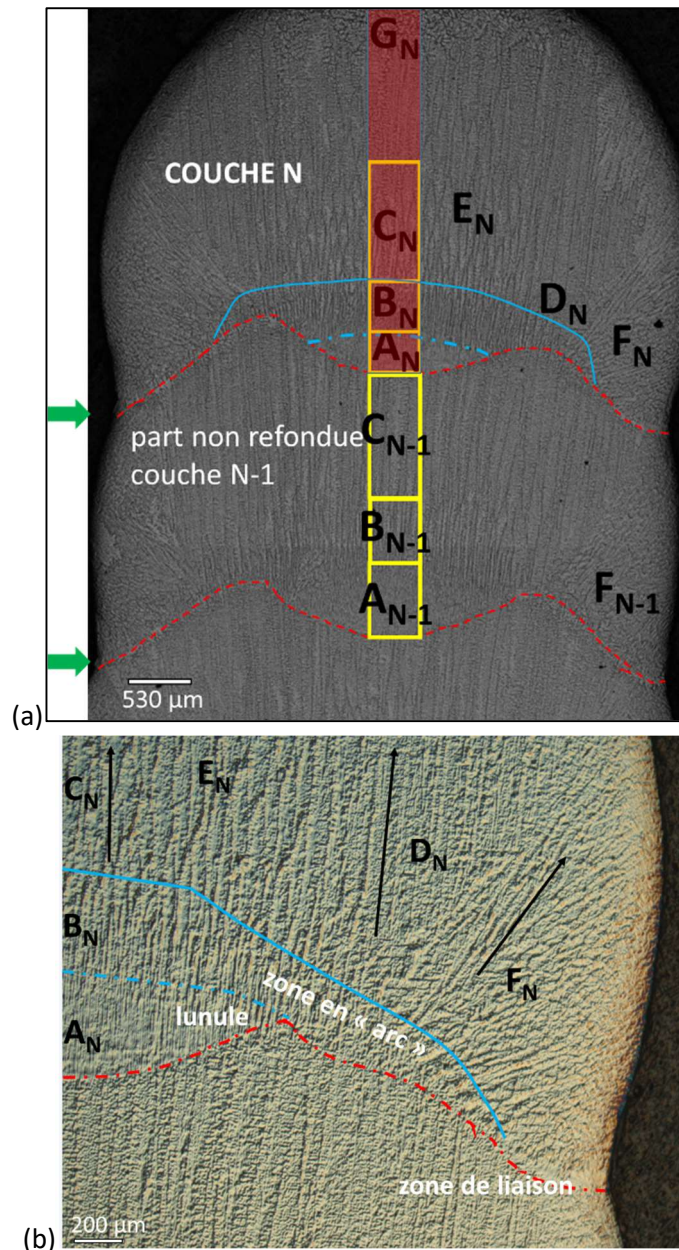 G_N
COUCHE N
E_N
C_N
D_N
B_N
F_N
A_N
C_N-1
part non refondue
couche N-1
B_N-1
A_N-1
F_N-1
530 µm
(a)
E_N
C_N
D_N
B_N
F_N
zone en « arc »
lunule
A_N
zone de liaison
200 µm
(b)